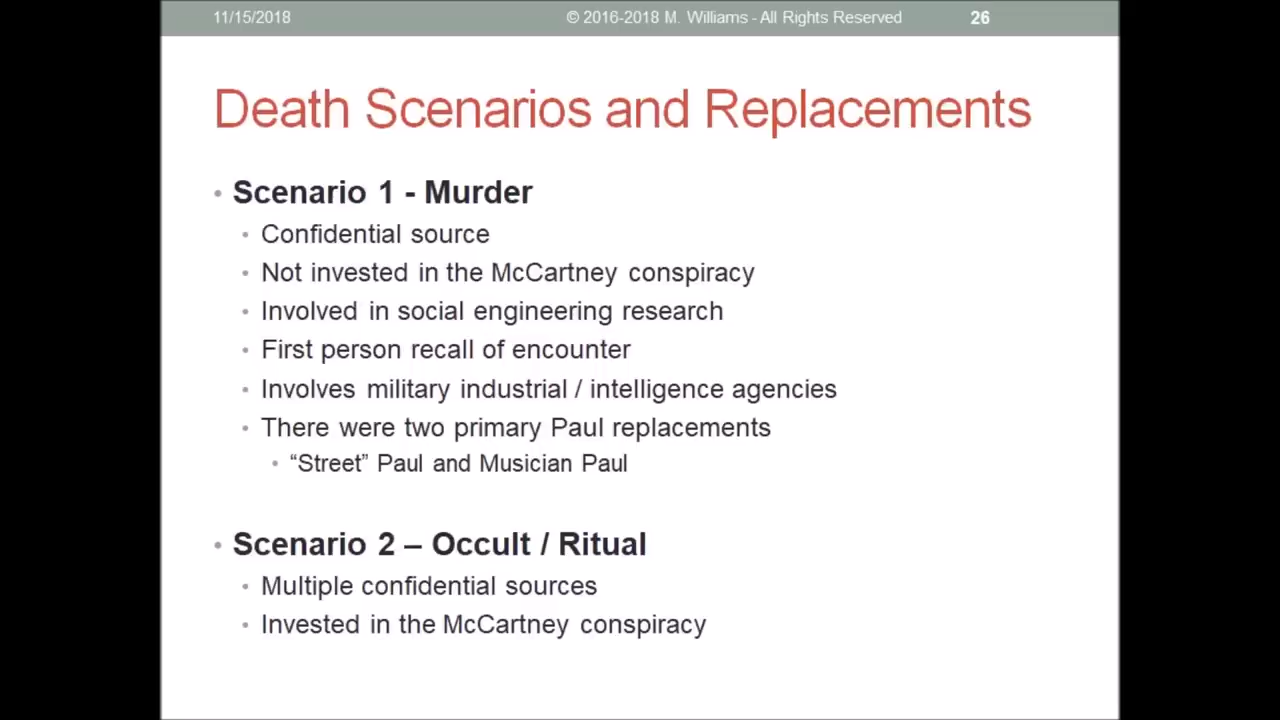 11/15/2018 © 2016-2018 M. Williams - All Rights Reserved 26
Death Scenarios and Replacements
• Scenario 1 - Murder
• Confidential source
• Not invested in the McCartney conspiracy
• Involved in social engineering research
• First person recall of encounter
• Involves military industrial / intelligence agencies
• There were two primary Paul replacements
• “Street” Paul and Musician Paul
• Scenario 2 – Occult / Ritual
• Multiple confidential sources
• Invested in the McCartney conspiracy